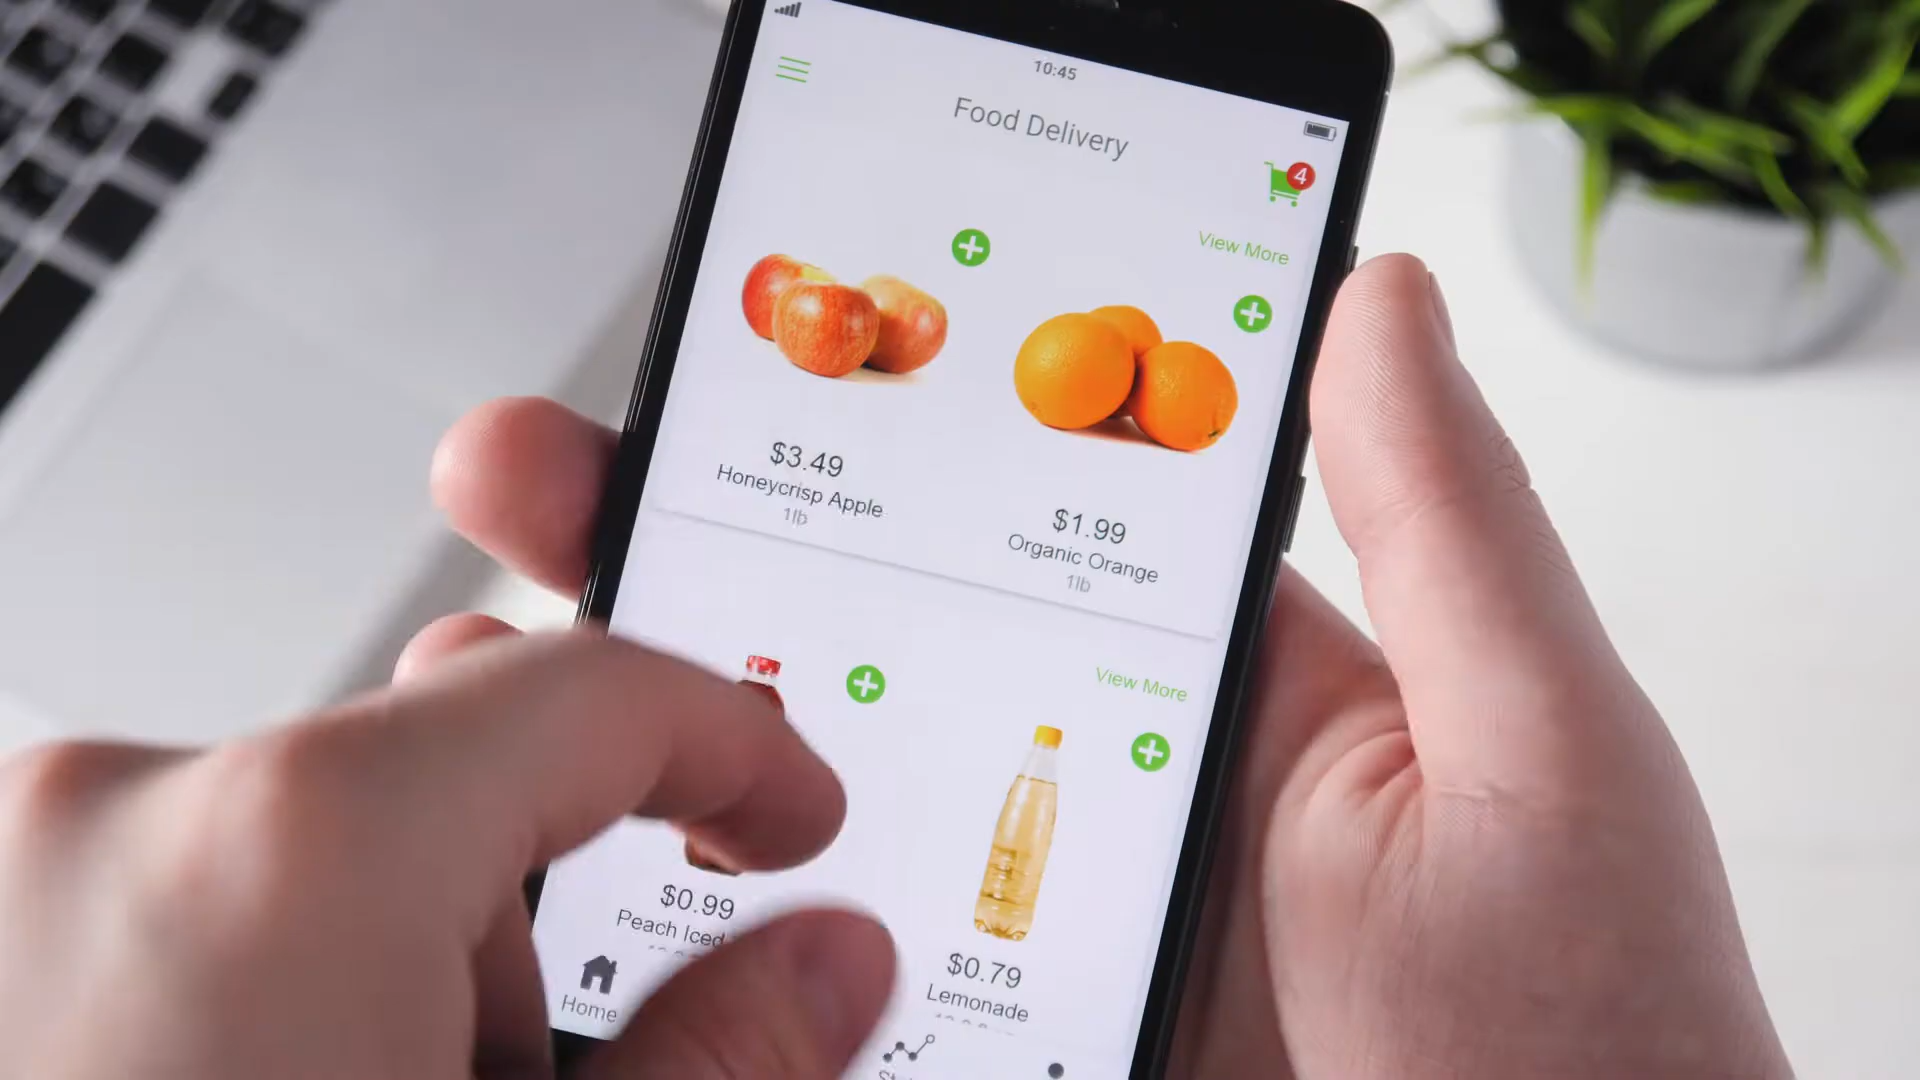 10:45
Food Delivery
4
View More
$3.49
Honeycrisp Apple
1lb
$1.99
Organic Orange
1lb
View More
$0.99
Peach Iced
$0.79
Lemonade
Home